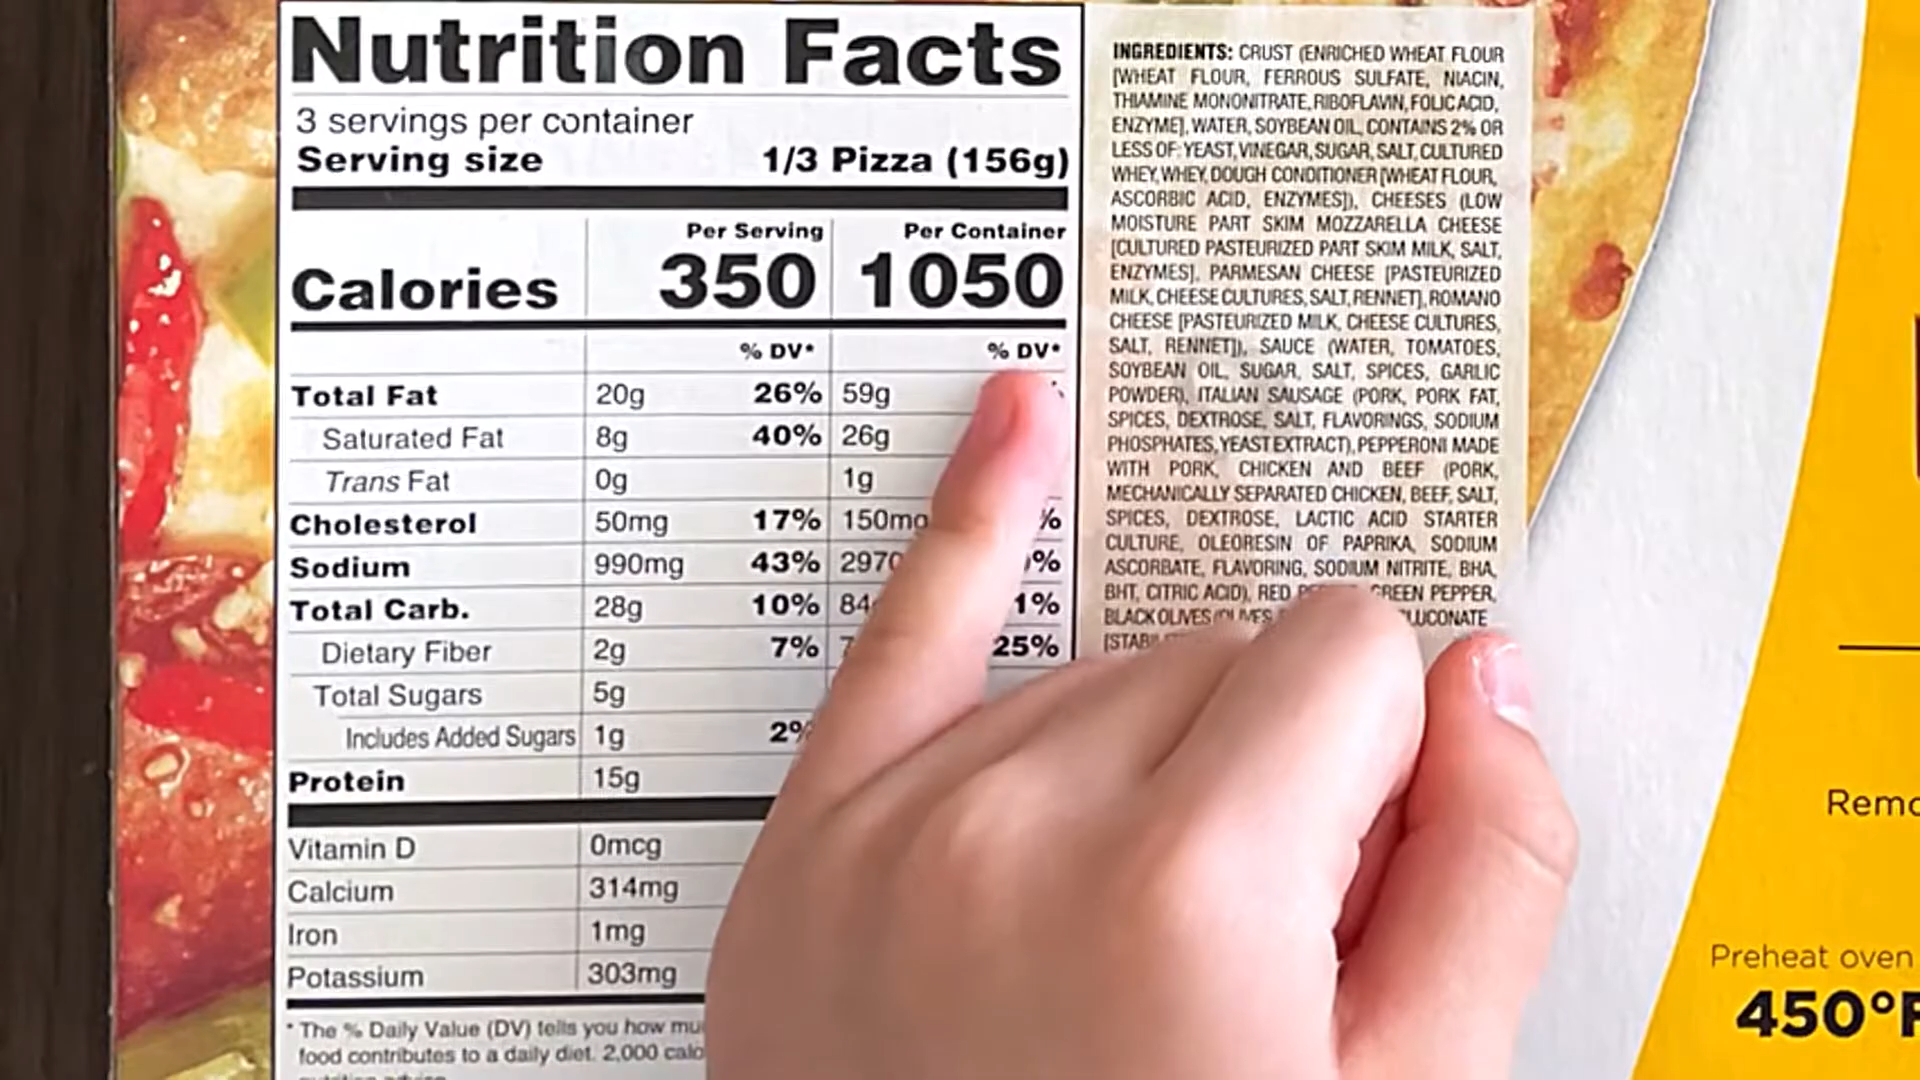 Nutrition Facts
3 servings per container
Serving size 1/3 Pizza (156g)
Per Serving Per Container
Calories 350 1050
% DV* % DV*
Total Fat 20g 26% 59g
Saturated Fat 8g 40% 26g
Trans Fat 0g 1g
Cholesterol 50mg 17% 150mg
Sodium 990mg 43%
Total Carb. 28g 10%
Dietary Fiber 2g 7% 25%
Total Sugars 5g
Includes Added Sugars 1g 2%
Protein 15g
Vitamin D 0mcg
Calcium 314mg
Iron 1mg
Potassium 303mg
* The % Daily Value (DV) tells you how
food contributes to a daily diet. 2,000
INGREDIENTS: CRUST (ENRICHED WHEAT FLOUR
[WHEAT FLOUR, FERROUS SULFATE, NIACIN,
THIAMINE MONONITRATE, RIBOFLAVIN, FOLIC ACID,
ENZYME], WATER, SOYBEAN OIL, CONTAINS 2% OR
LESS OF: YEAST, VINEGAR, SUGAR, SALT, CULTURED
WHEY, WHEY, DOUGH CONDITIONER [WHEAT FLOUR,
ASCORBIC ACID, ENZYMES]), CHEESES (LOW
MOISTURE PART SKIM MOZZARELLA CHEESE
[CULTURED PASTEURIZED PART SKIM MILK, SALT,
ENZYMES], PARMESAN CHEESE [PASTEURIZED
MILK, CHEESE CULTURES, SALT, RENNET], ROMANO
CHEESE [PASTEURIZED MILK, CHEESE CULTURES,
SALT, RENNET]), SAUCE (WATER, TOMATOES,
SOYBEAN OIL, SUGAR, SALT, SPICES, GARLIC
POWDER), ITALIAN SAUSAGE (PORK, PORK FAT,
SPICES, DEXTROSE, SALT, FLAVORINGS, SODIUM
PHOSPHATES, YEAST EXTRACT), PEPPERONI MADE
WITH PORK, CHICKEN AND BEEF (PORK,
MECHANICALLY SEPARATED CHICKEN, BEEF, SALT,
SPICES, DEXTROSE, LACTIC ACID STARTER
CULTURE, OLEORESIN OF PAPRIKA, SODIUM
ASCORBATE, FLAVORING, SODIUM NITRITE, BHA,
BHT, CITRIC ACID), RED GREEN PEPPER,
BLACK OLIVES (OLIVES
Preheat oven
450°F